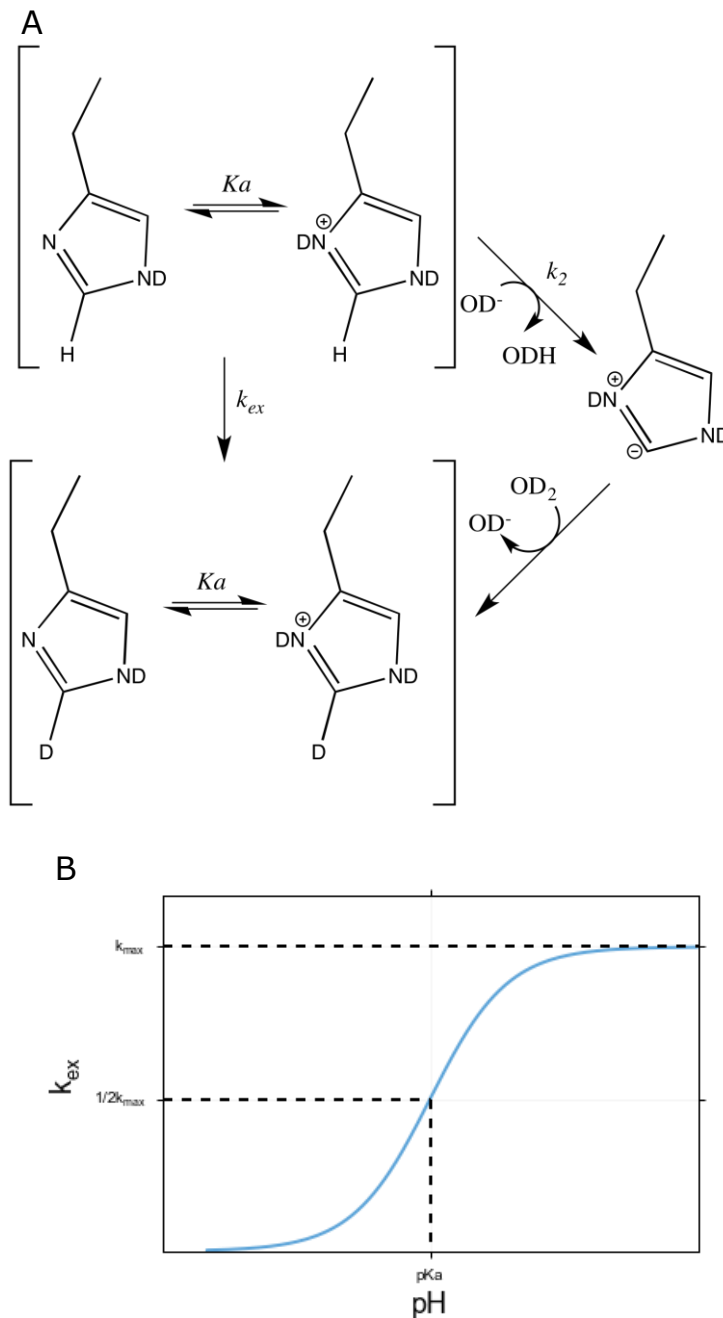 A
Ka
N
ND
H
DN
⊕
ND
H
k2
OD-
ODH
kex
DN
⊕
ND
⊖
OD2
OD-
Ka
N
ND
D
DN
⊕
ND
D
B
kmax
1/2kmax
kex
pKa
pH